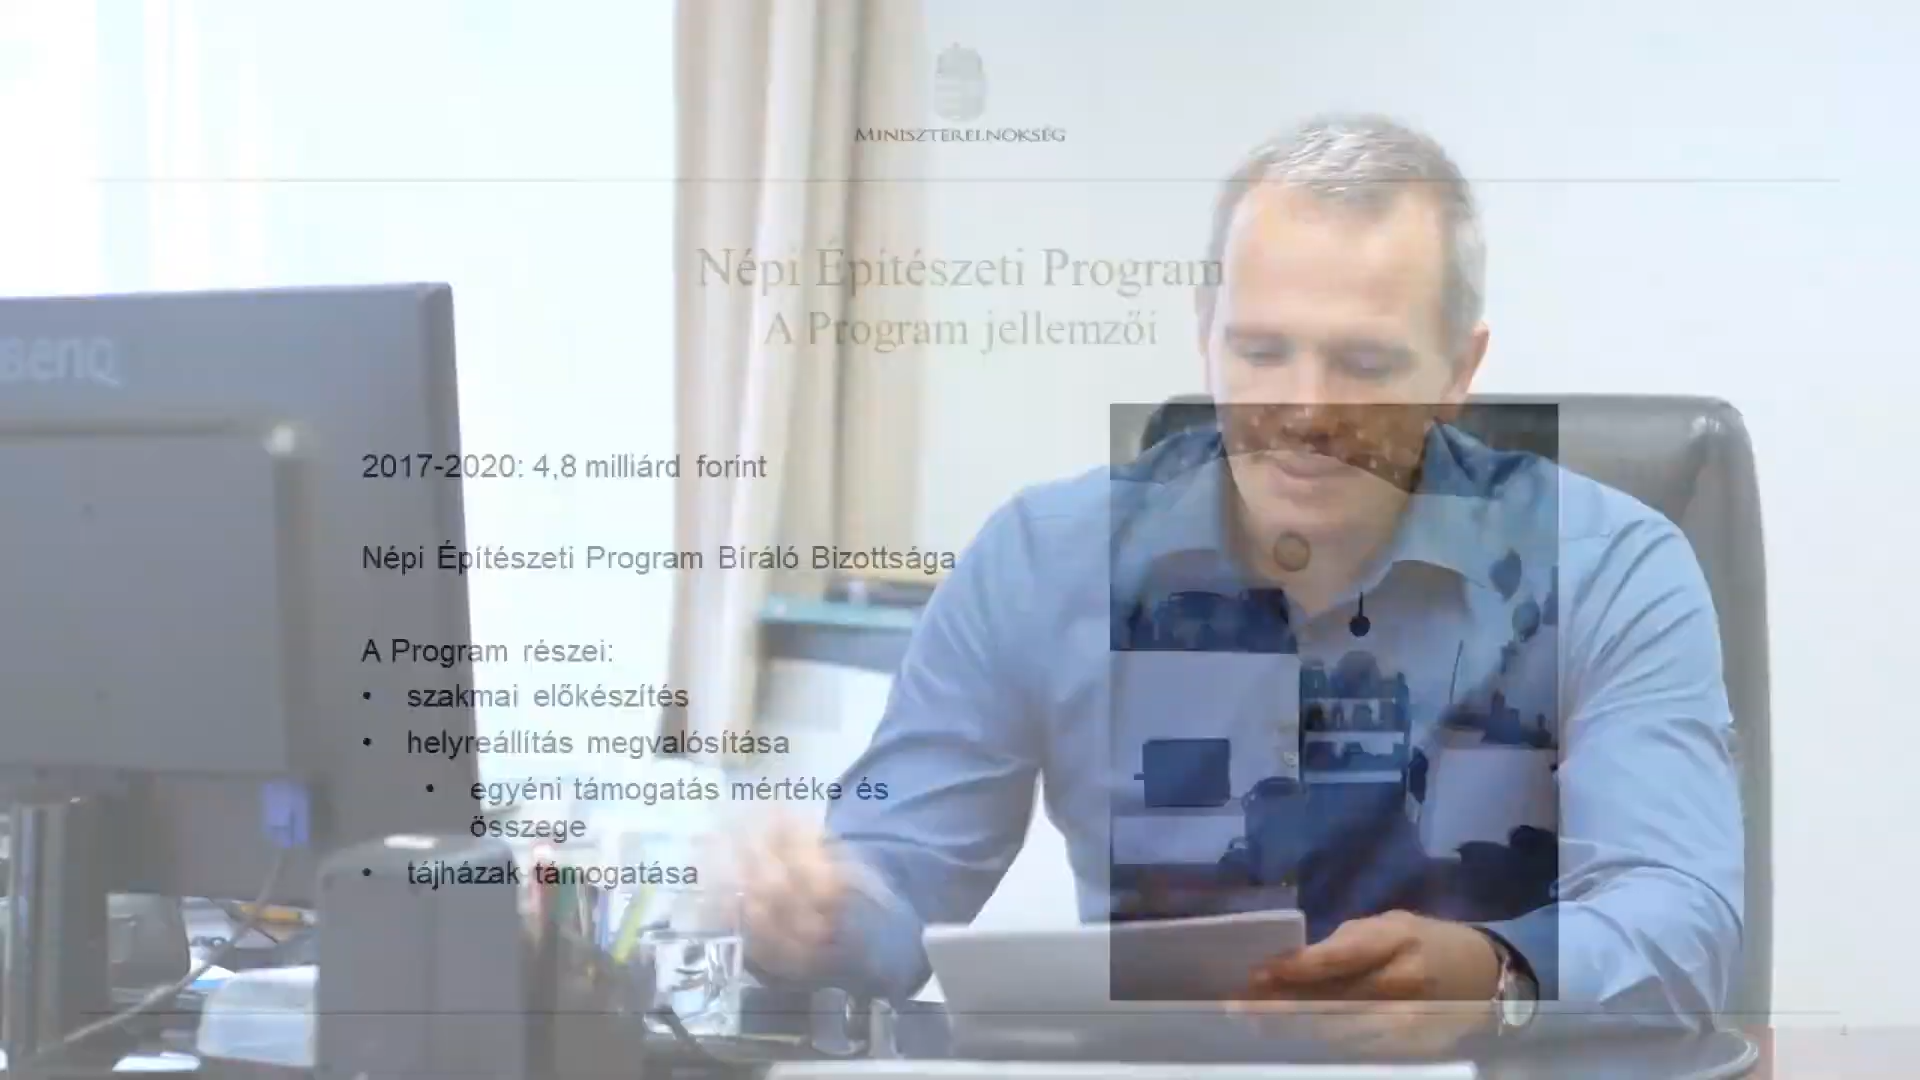 MINISZTERELNÖKSÉG
Népi Építészeti Program
A Program jellemzői
BenQ
2017-2020: 4,8 milliárd forint
Népi Építészeti Program Bíráló Bizottsága
A Program részei:
• szakmai előkészítés
• helyreállítás megvalósítása
• egyéni támogatás mértéke és
összege
• tájházak támogatása